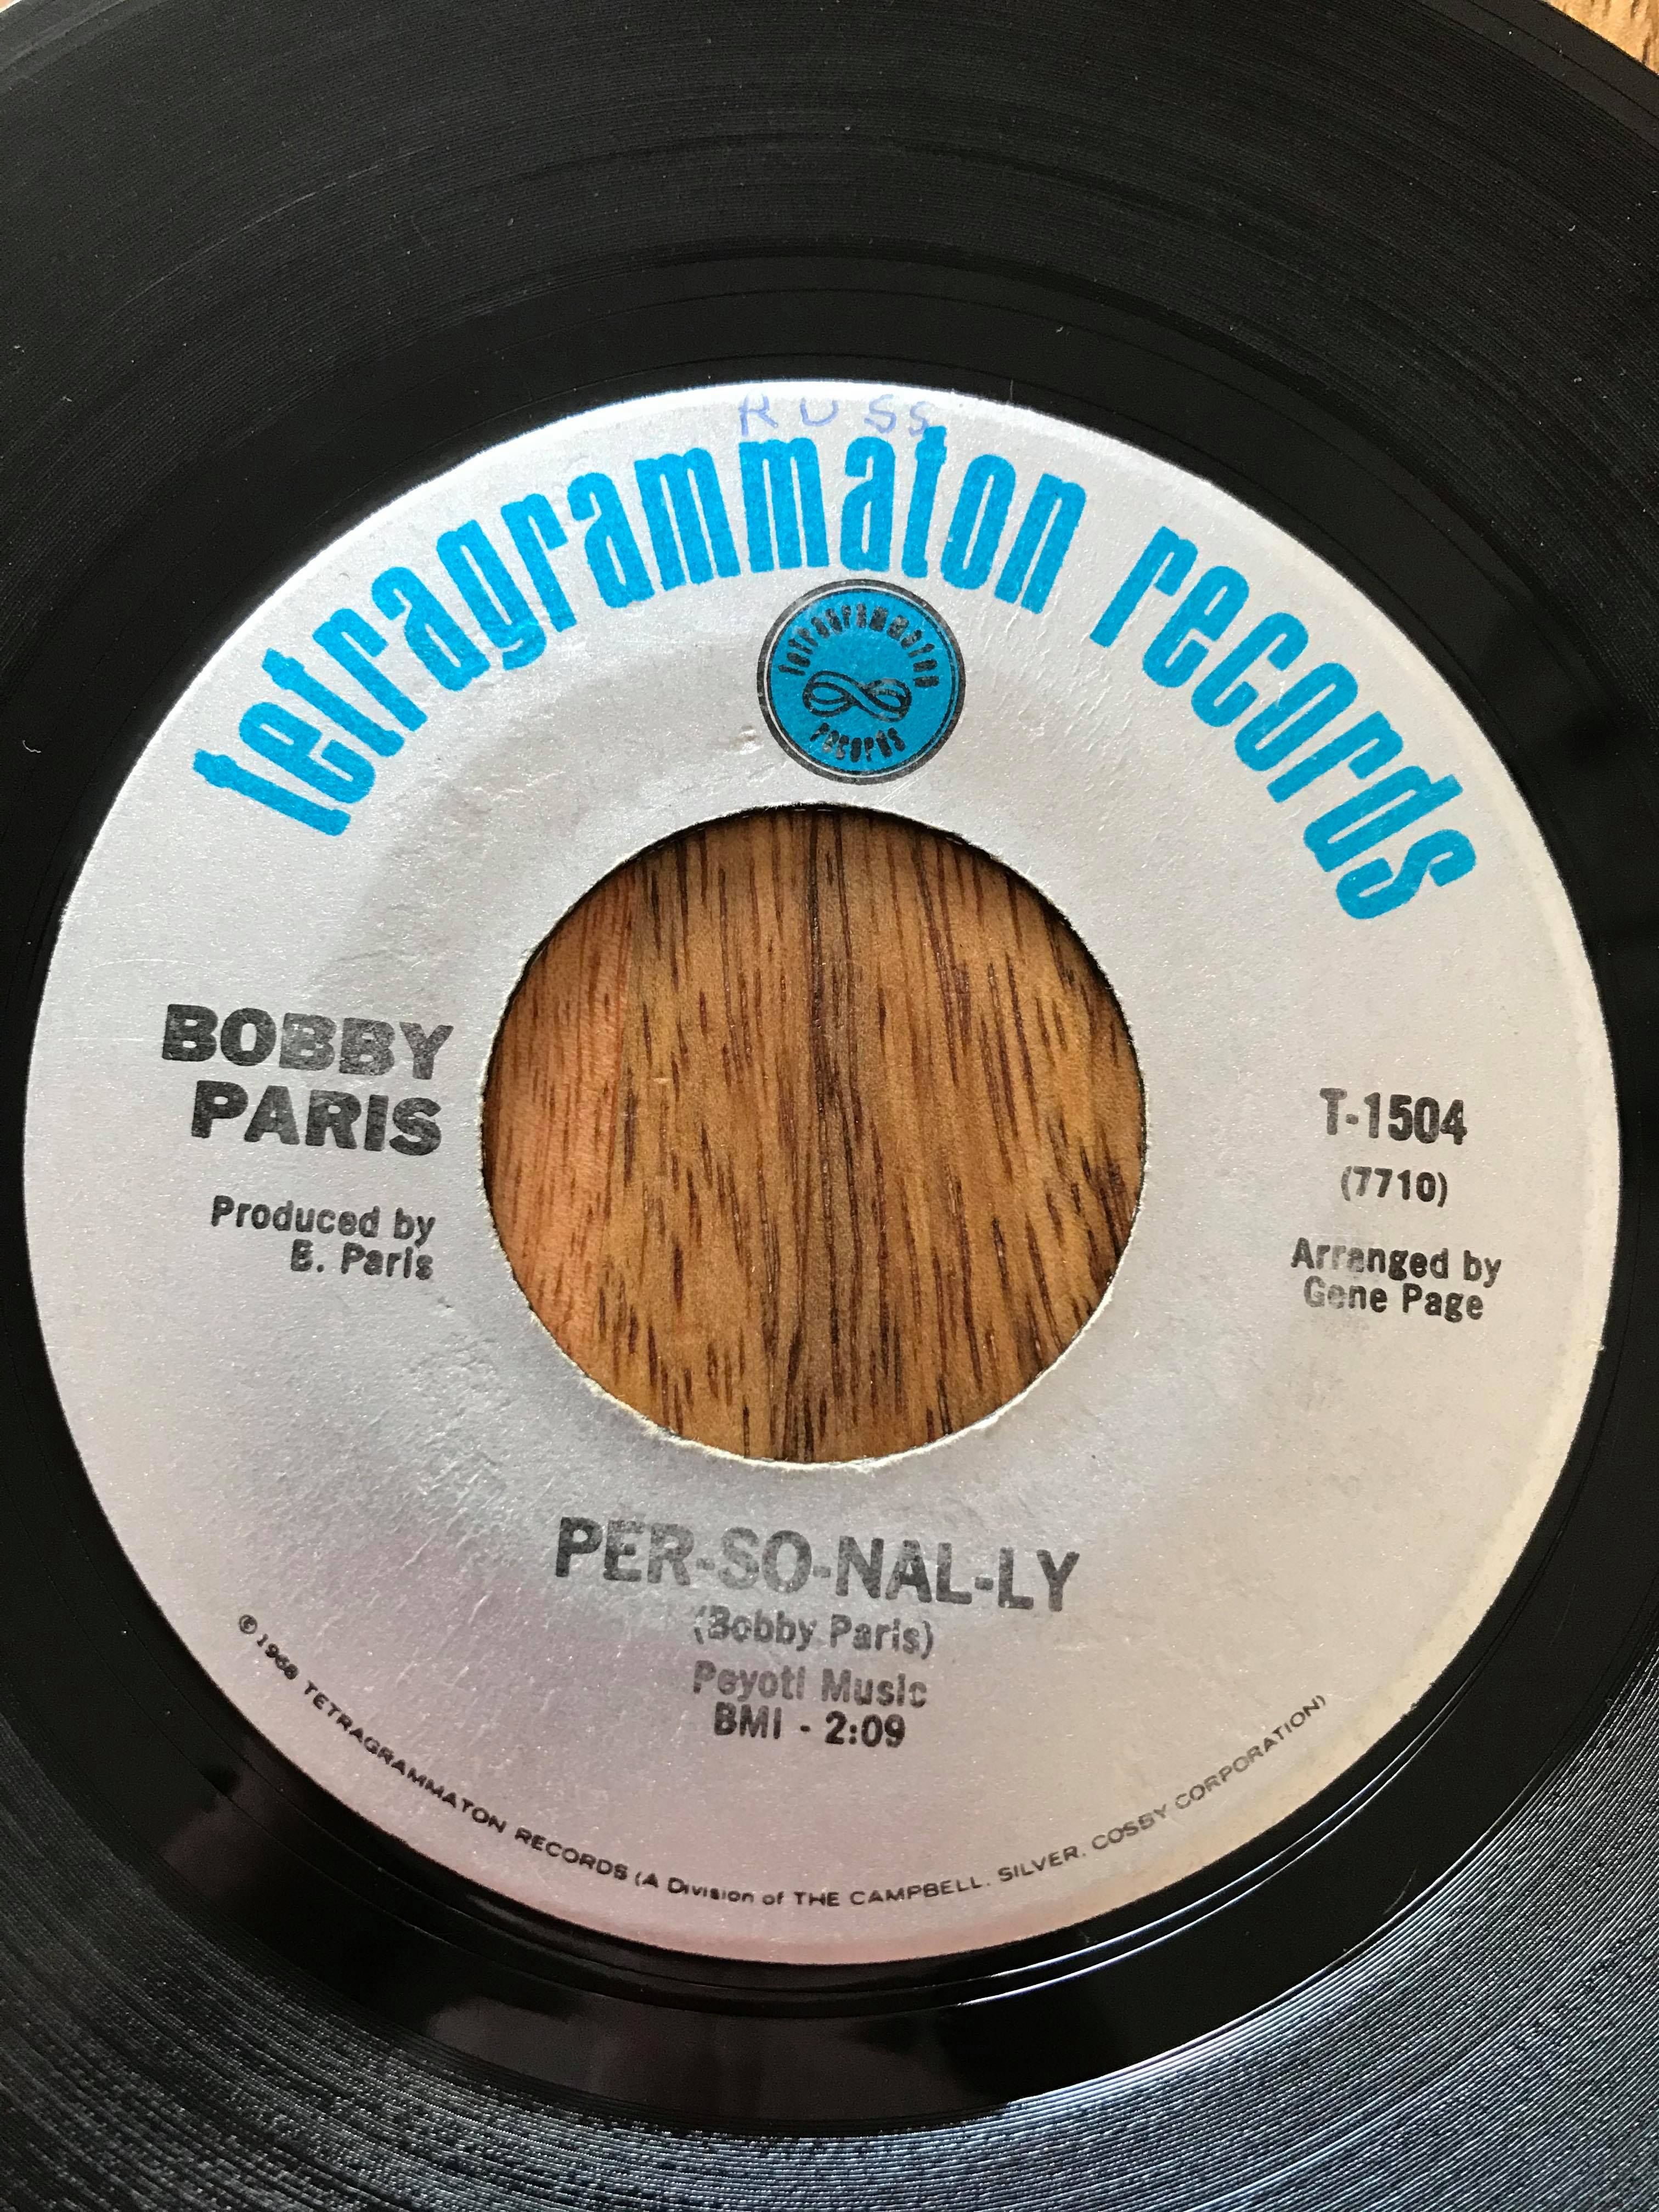 RUSS
tetragrammaton records
tetragrammaton
records
BOBBY
PARIS
Produced by
B. Paris
T-1504
(7710)
Arranged by
Gene Page
PER-SO-NAL-LY
(Bobby Paris)
Peyotl Music
BMI - 2:09
© 1968 TETRAGRAMMATON RECORDS (A Division of THE CAMPBELL, SILVER, COSBY CORPORATION)